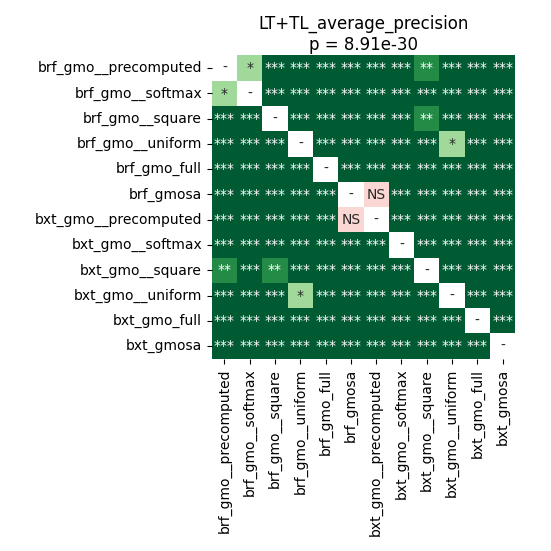 LT+TL_average_precision
p = 8.91e-30
brf_gmo__precomputed - * *** *** *** *** *** *** ** *** *** ***
brf_gmo__softmax * - *** *** *** *** *** *** *** *** *** ***
brf_gmo__square *** *** - *** *** *** *** *** ** *** *** ***
brf_gmo__uniform *** *** *** - *** *** *** *** *** * *** ***
brf_gmo_full *** *** *** *** - *** *** *** *** *** *** ***
brf_gmosa *** *** *** *** *** - NS *** *** *** *** ***
bxt_gmo__precomputed *** *** *** *** *** NS - *** *** *** *** ***
bxt_gmo__softmax *** *** *** *** *** *** *** - *** *** *** ***
bxt_gmo__square ** *** ** *** *** *** *** *** - *** *** ***
bxt_gmo__uniform *** *** *** * *** *** *** *** *** - *** ***
bxt_gmo_full *** *** *** *** *** *** *** *** *** *** - ***
bxt_gmosa *** *** *** *** *** *** *** *** *** *** *** -
brf_gmo__precomputed
brf_gmo__softmax
brf_gmo__square
brf_gmo__uniform
brf_gmo_full
brf_gmosa
bxt_gmo__precomputed
bxt_gmo__softmax
bxt_gmo__square
bxt_gmo__uniform
bxt_gmo_full
bxt_gmosa